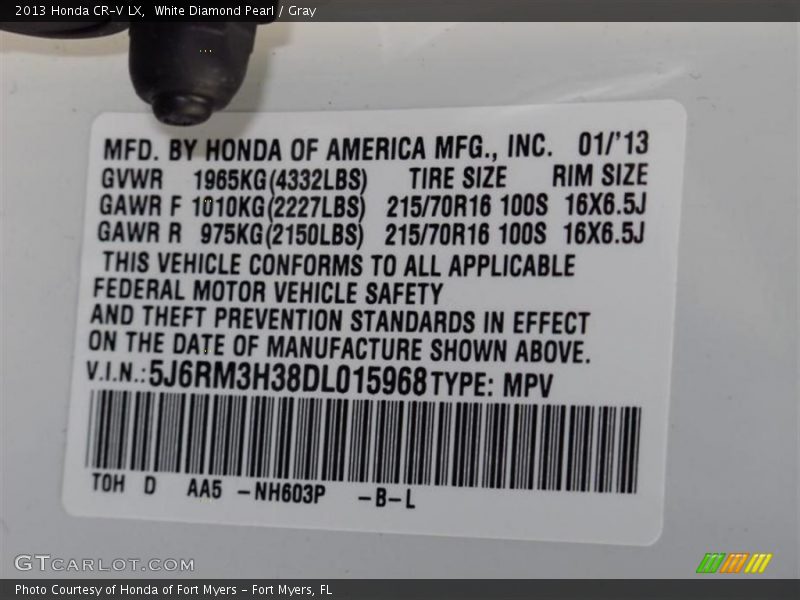 2013 Honda CR-V LX,  White Diamond Pearl / Gray
MFD. BY HONDA OF AMERICA MFG., INC. 01/'13
GVWR 1965KG(4332LBS) TIRE SIZE RIM SIZE
GAWR F 1010KG(2227LBS) 215/70R16 100S 16X6.5J
GAWR R 975KG(2150LBS) 215/70R16 100S 16X6.5J
THIS VEHICLE CONFORMS TO ALL APPLICABLE
FEDERAL MOTOR VEHICLE SAFETY
AND THEFT PREVENTION STANDARDS IN EFFECT
ON THE DATE OF MANUFACTURE SHOWN ABOVE.
V.I.N.: 5J6RM3H38DL015968 TYPE: MPV
TOH D AA5 -NH603P -B-L
GTCARLOT.COM
Photo Courtesy of Honda of Fort Myers - Fort Myers, FL